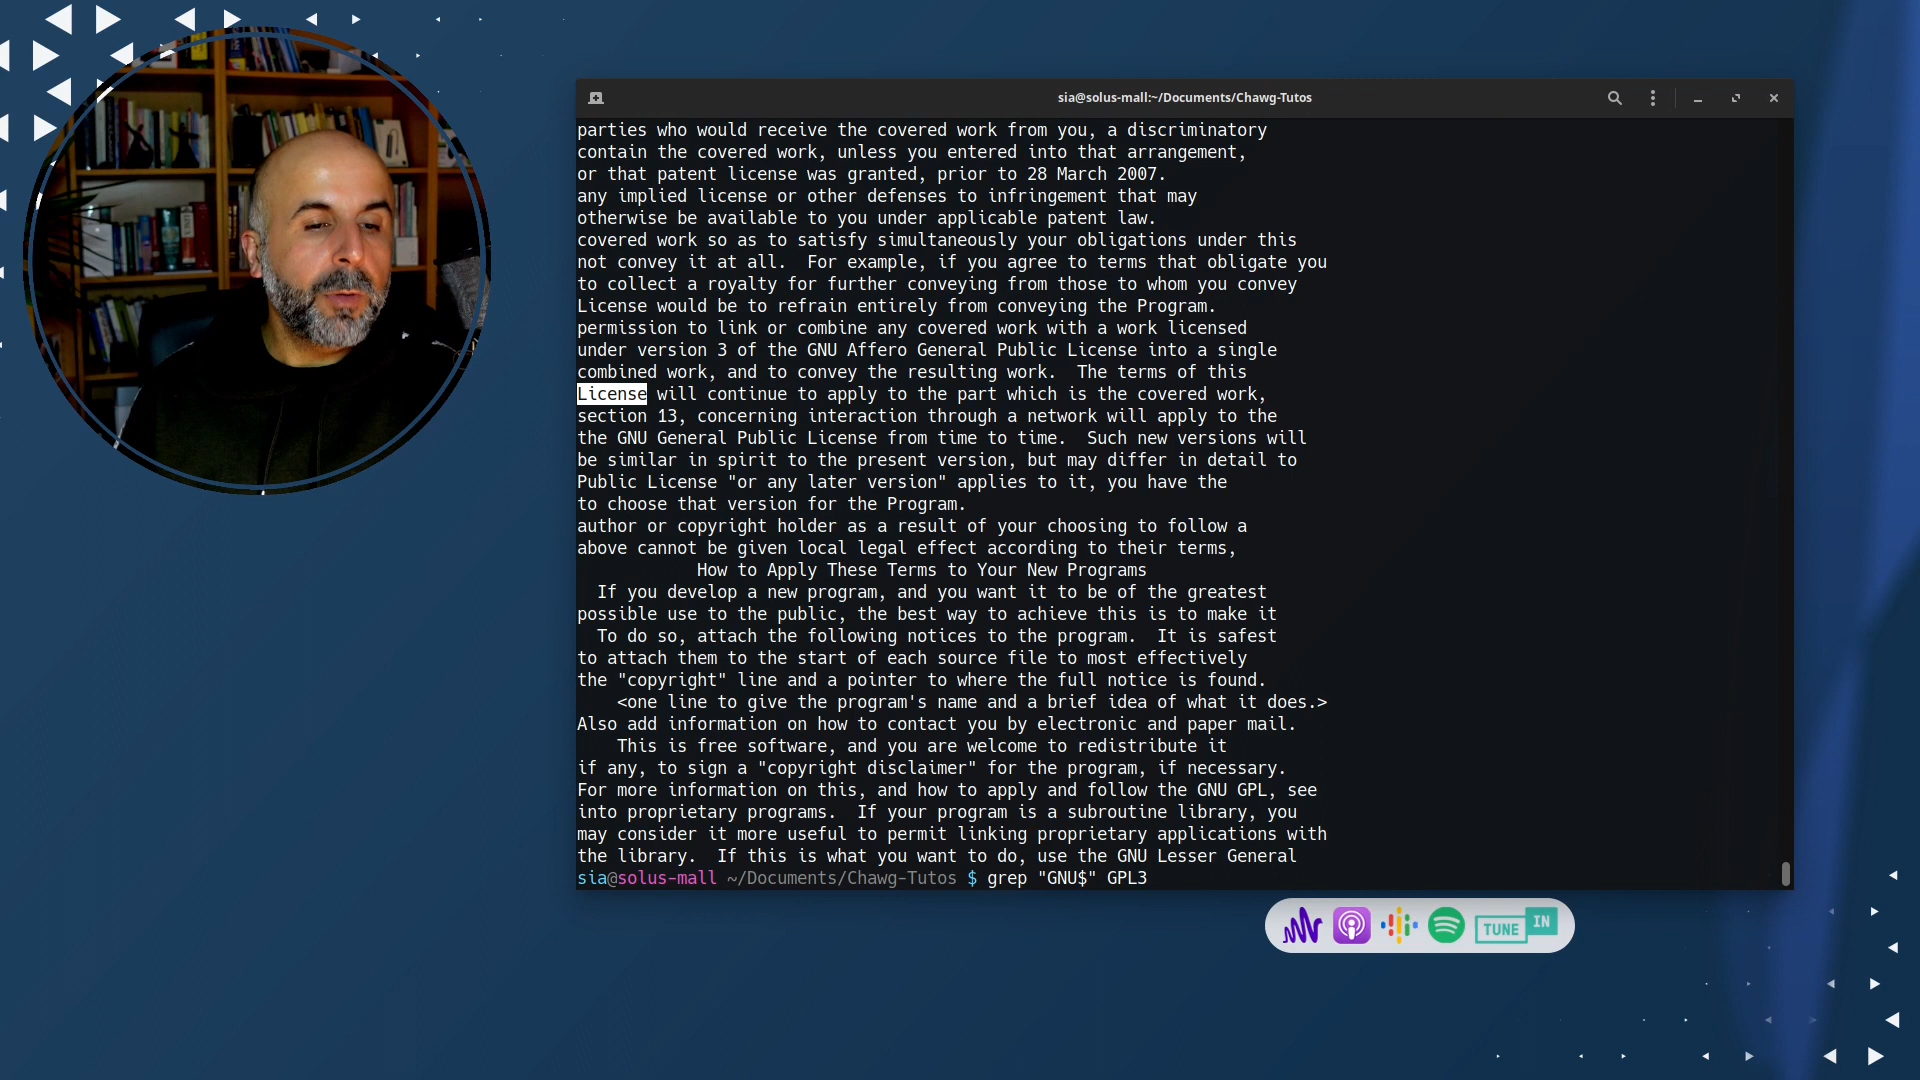 sia@solus-mall:~/Documents/Chawg-Tutos
parties who would receive the covered work from you, a discriminatory
contain the covered work, unless you entered into that arrangement,
or that patent license was granted, prior to 28 March 2007.
any implied license or other defenses to infringement that may
otherwise be available to you under applicable patent law.
covered work so as to satisfy simultaneously your obligations under this
not convey it at all.  For example, if you agree to terms that obligate you
to collect a royalty for further conveying from those to whom you convey
License would be to refrain entirely from conveying the Program.
permission to link or combine any covered work with a work licensed
under version 3 of the GNU Affero General Public License into a single
combined work, and to convey the resulting work.  The terms of this
License will continue to apply to the part which is the covered work,
section 13, concerning interaction through a network will apply to the
the GNU General Public License from time to time.  Such new versions will
be similar in spirit to the present version, but may differ in detail to
Public License "or any later version" applies to it, you have the
to choose that version for the Program.
author or copyright holder as a result of your choosing to follow a
above cannot be given local legal effect according to their terms,
How to Apply These Terms to Your New Programs
If you develop a new program, and you want it to be of the greatest
possible use to the public, the best way to achieve this is to make it
To do so, attach the following notices to the program.  It is safest
to attach them to the start of each source file to most effectively
the "copyright" line and a pointer to where the full notice is found.
<one line to give the program's name and a brief idea of what it does.>
Also add information on how to contact you by electronic and paper mail.
This is free software, and you are welcome to redistribute it
if any, to sign a "copyright disclaimer" for the program, if necessary.
For more information on this, and how to apply and follow the GNU GPL, see
into proprietary programs.  If your program is a subroutine library, you
may consider it more useful to permit linking proprietary applications with
the library.  If this is what you want to do, use the GNU Lesser General
sia@solus-mall ~/Documents/Chawg-Tutos $ grep "GNU$" GPL3
TUNE IN